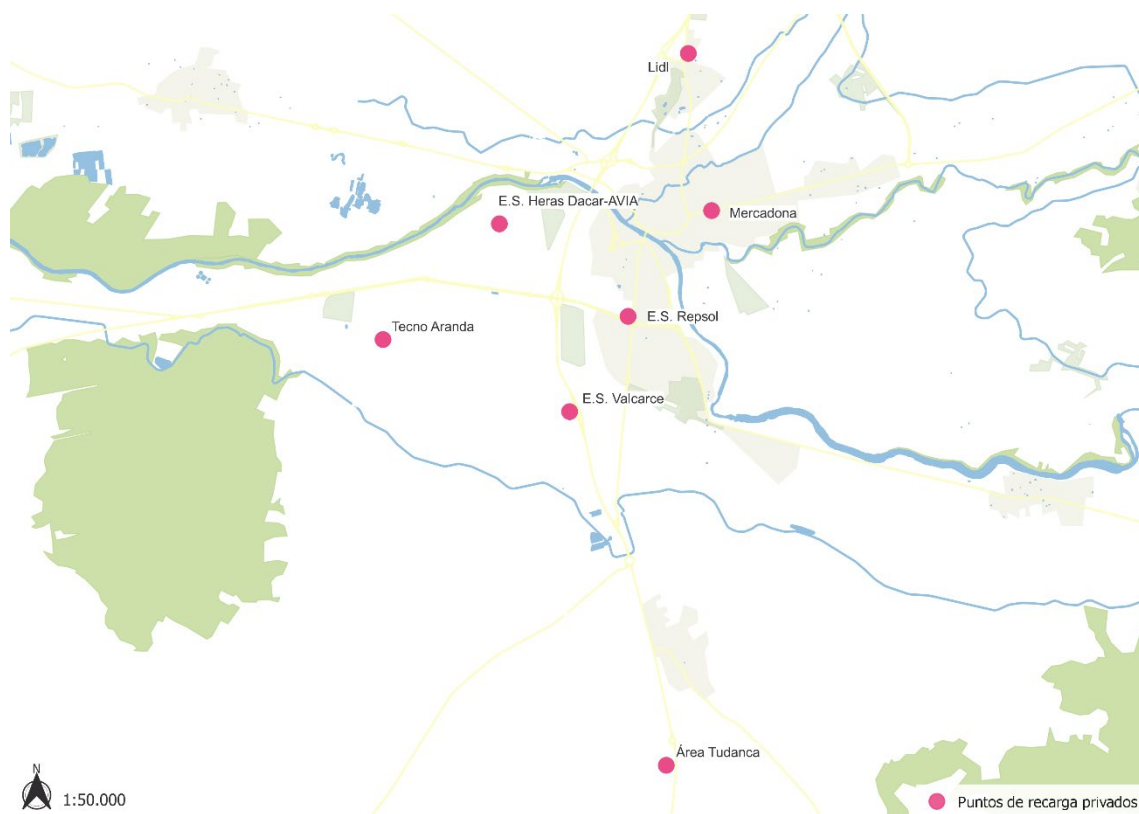 Lidl
E.S. Heras Dacar-AVIA
Mercadona
E.S. Repsol
Tecno Aranda
E.S. Valcarce
Área Tudanca
N
1:50.000
Puntos de recarga privados